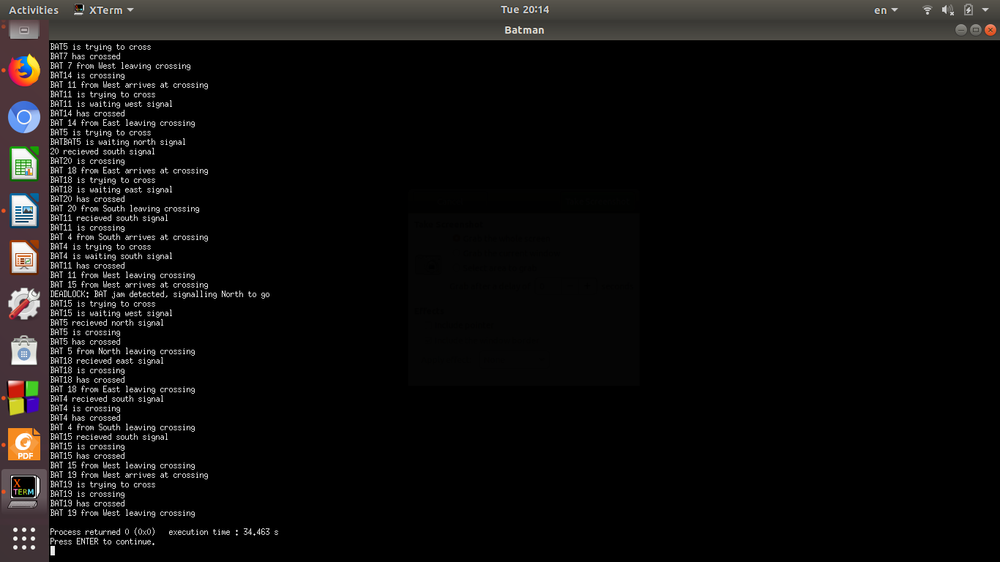 Activities
XTerm
Tue 20:14
en
Batman
BAT5 is trying to cross
BAT7 has crossed
BAT 7 from West leaving crossing
BAT14 is crossing
BAT 11 from West arrives at crossing
BAT11 is trying to cross
BAT11 is waiting west signal
BAT14 has crossed
BAT 14 from East leaving crossing
BAT5 is trying to cross
BATBAT5 is waiting north signal
20 recieved south signal
BAT20 is crossing
BAT 18 from East arrives at crossing
BAT18 is trying to cross
BAT18 is waiting east signal
BAT20 has crossed
BAT 20 from South leaving crossing
BAT11 recieved south signal
BAT11 is crossing
BAT 4 from South arrives at crossing
BAT4 is trying to cross
BAT4 is waiting south signal
BAT11 has crossed
BAT 11 from West leaving crossing
BAT 15 from West arrives at crossing
DEADLOCK: BAT jam detected, signalling North to go
BAT15 is trying to cross
BAT15 is waiting west signal
BAT5 recieved north signal
BAT5 is crossing
BAT5 has crossed
BAT 5 from North leaving crossing
BAT18 recieved east signal
BAT18 is crossing
BAT18 has crossed
BAT 18 from East leaving crossing
BAT4 recieved south signal
BAT4 is crossing
BAT4 has crossed
BAT 4 from South leaving crossing
BAT15 recieved south signal
BAT15 is crossing
BAT15 has crossed
BAT 15 from West leaving crossing
BAT 19 from West arrives at crossing
BAT19 is trying to cross
BAT19 is crossing
BAT19 has crossed
BAT 19 from West leaving crossing
Process returned 0 (0x0) execution time : 34.463 s
Press ENTER to continue.
PDF
X
TERM